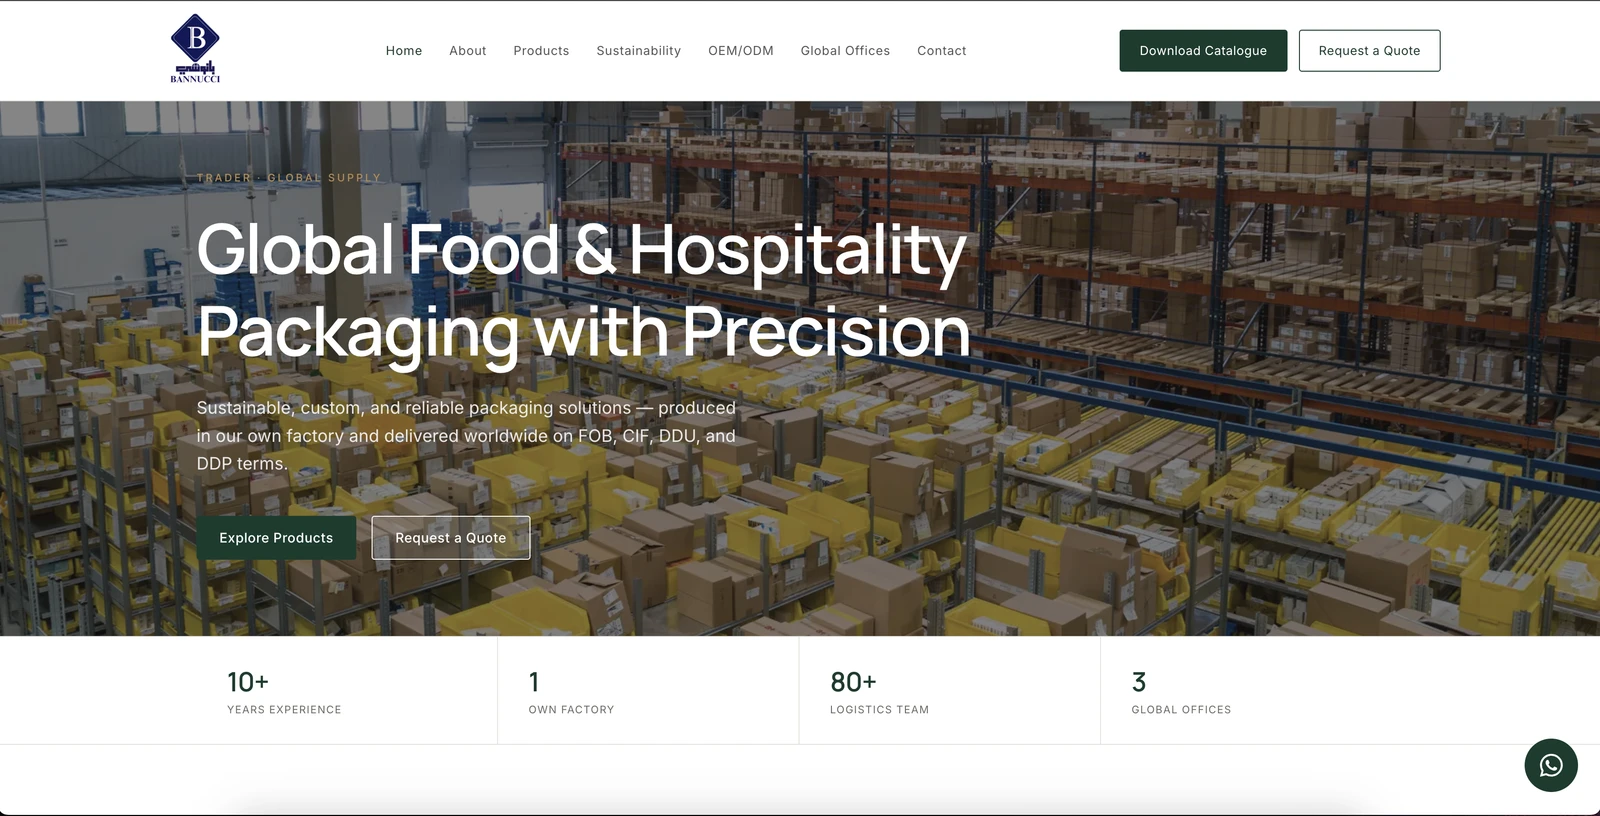 B
بانوتشي
BANNUCCI
Home
About
Products
Sustainability
OEM/ODM
Global Offices
Contact
Download Catalogue
Request a Quote
TRADER · GLOBAL SUPPLY
Global Food & Hospitality
Packaging with Precision
Sustainable, custom, and reliable packaging solutions — produced
in our own factory and delivered worldwide on FOB, CIF, DDU, and
DDP terms.
Explore Products
Request a Quote
10+
YEARS EXPERIENCE
1
OWN FACTORY
80+
LOGISTICS TEAM
3
GLOBAL OFFICES